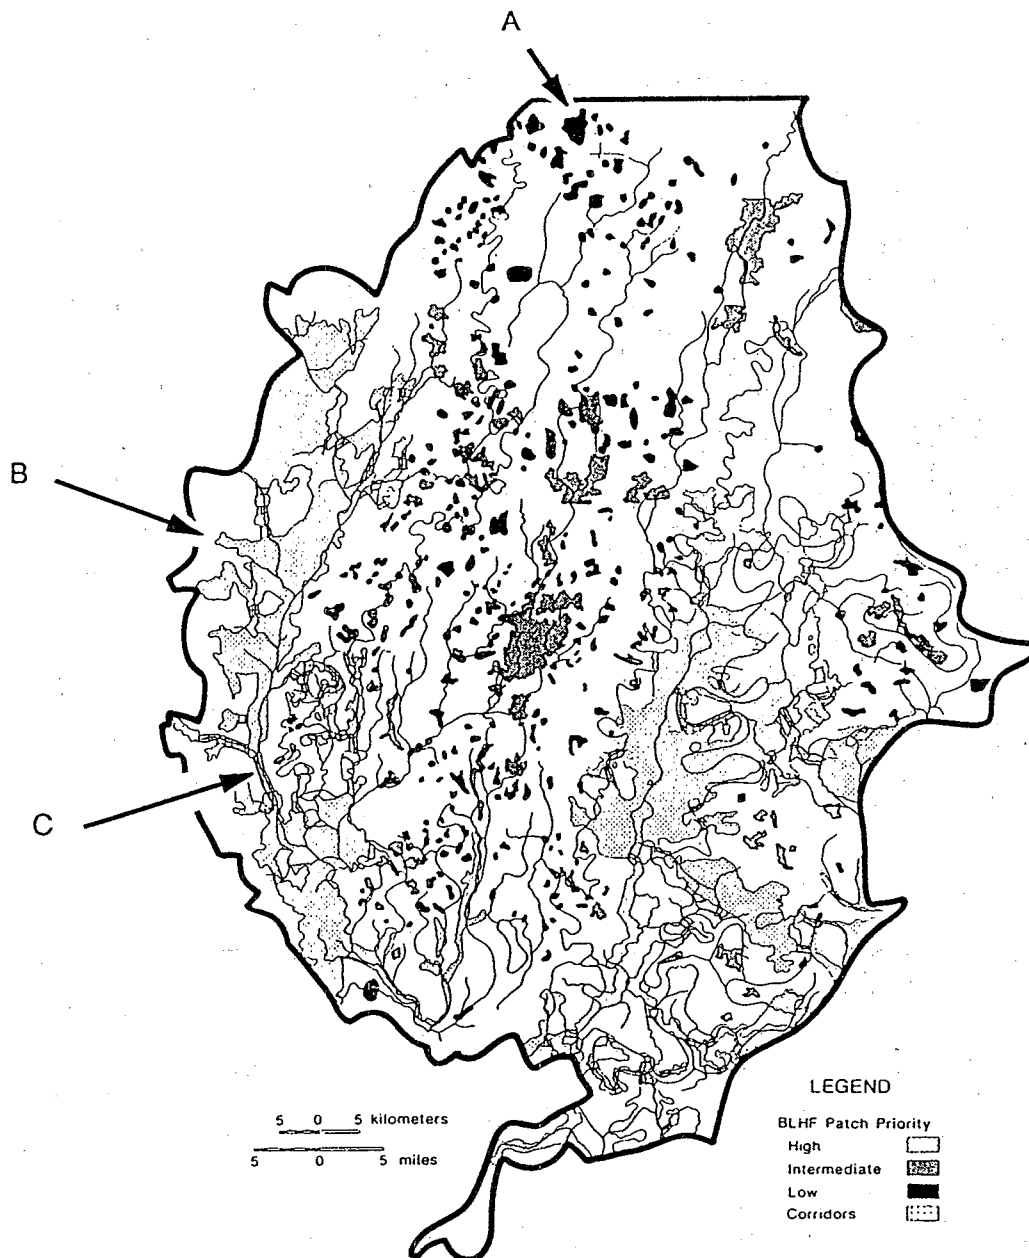 A
B
C
LEGEND
BLHF Patch Priority
High
Intermediate
Low
Corridors
5 0 5 kilometers
5 0 5 miles